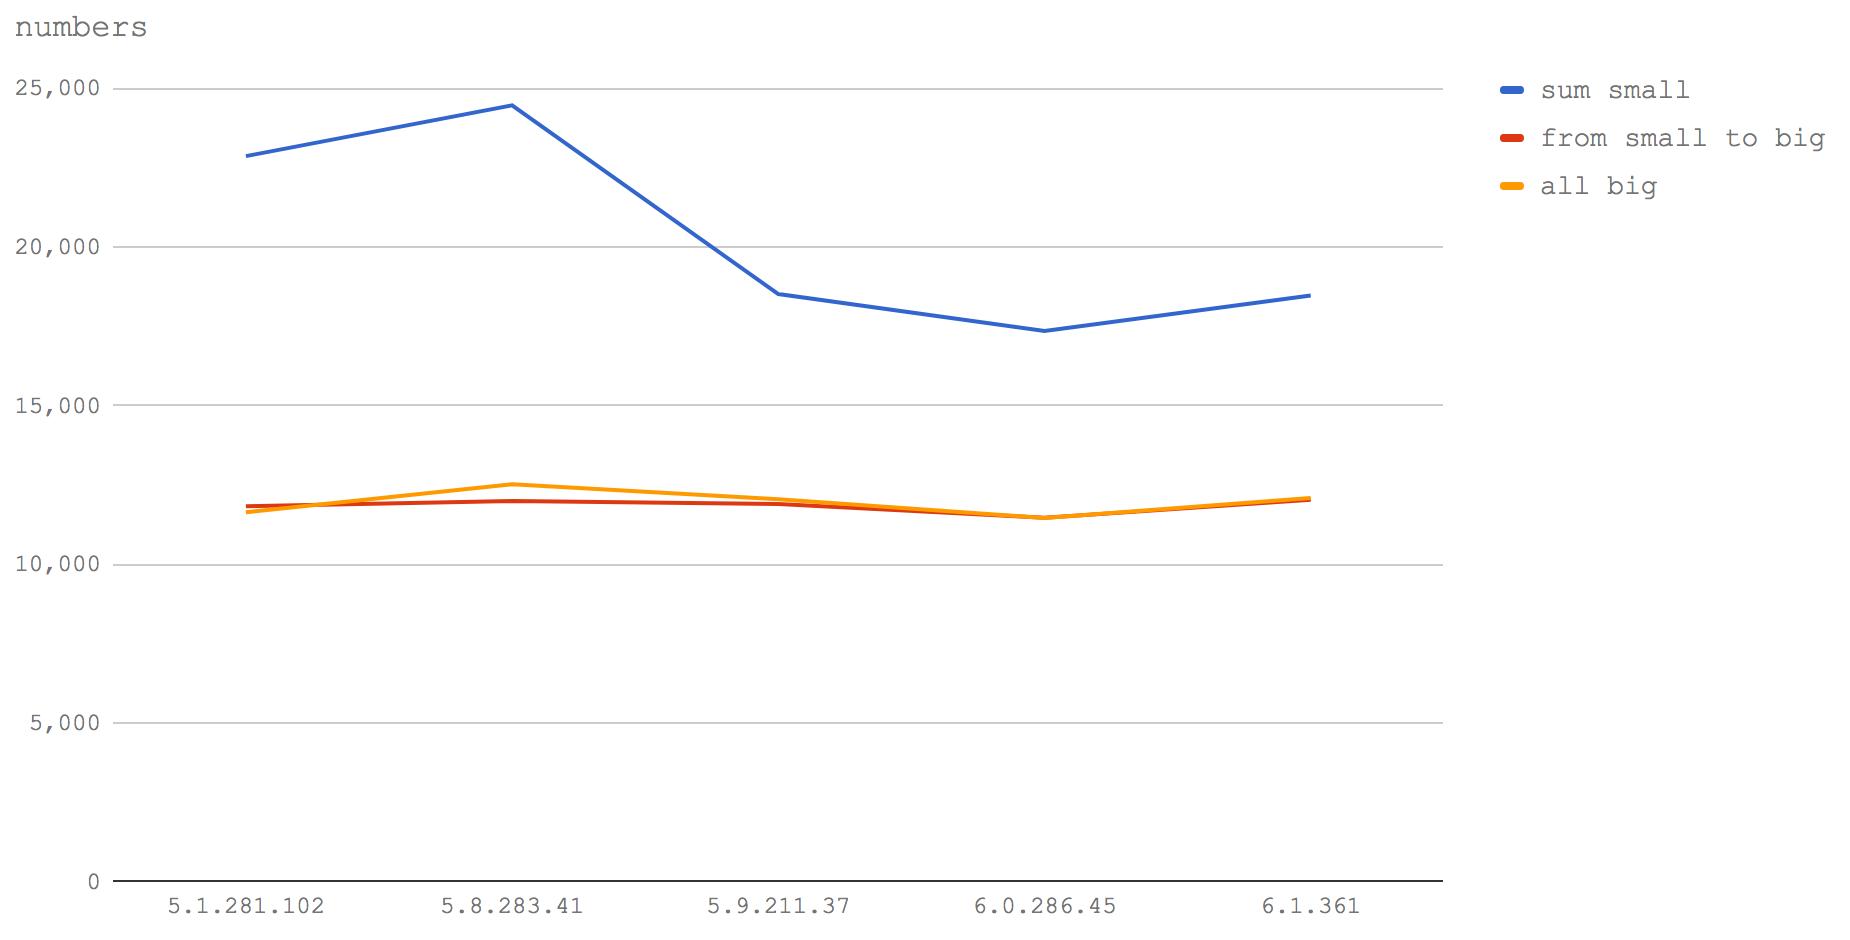 numbers
25,000
20,000
15,000
10,000
5,000
0
5.1.281.102 5.8.283.41 5.9.211.37 6.0.286.45 6.1.361
sum small
from small to big
all big